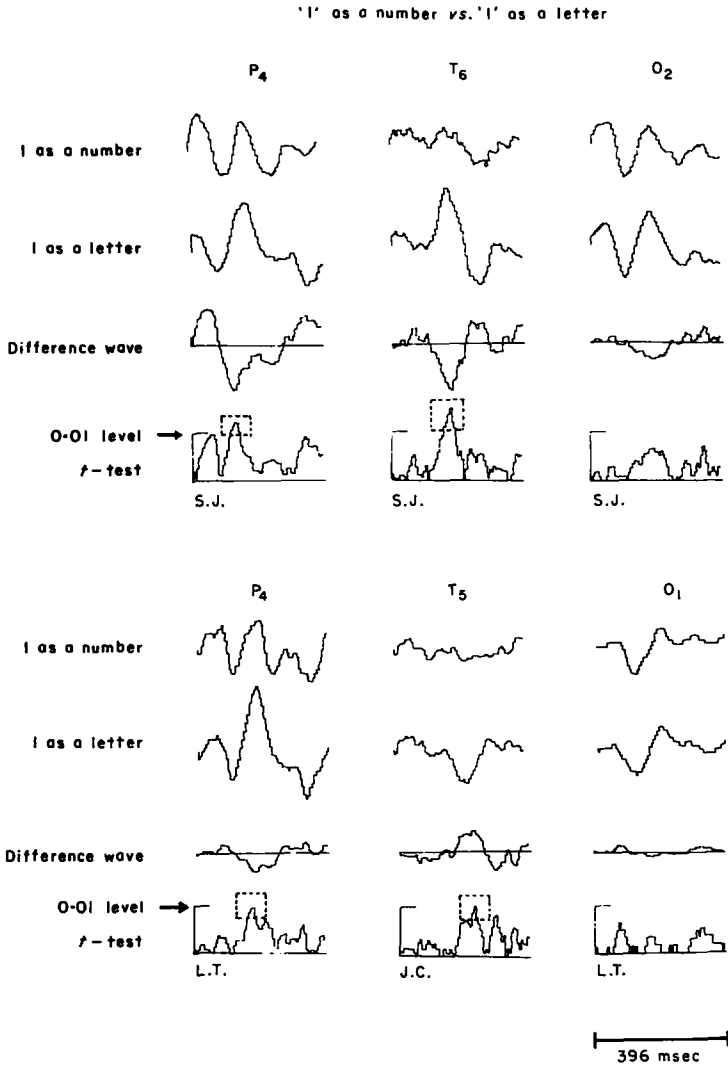 'I' as a number vs. 'I' as a letter
P4 T6 O2
I as a number
I as a letter
Difference wave
0·01 level
t-test
S.J. S.J. S.J.
P4 T5 O1
I as a number
I as a letter
Difference wave
0·01 level
t-test
L.T. J.C. L.T.
396 msec